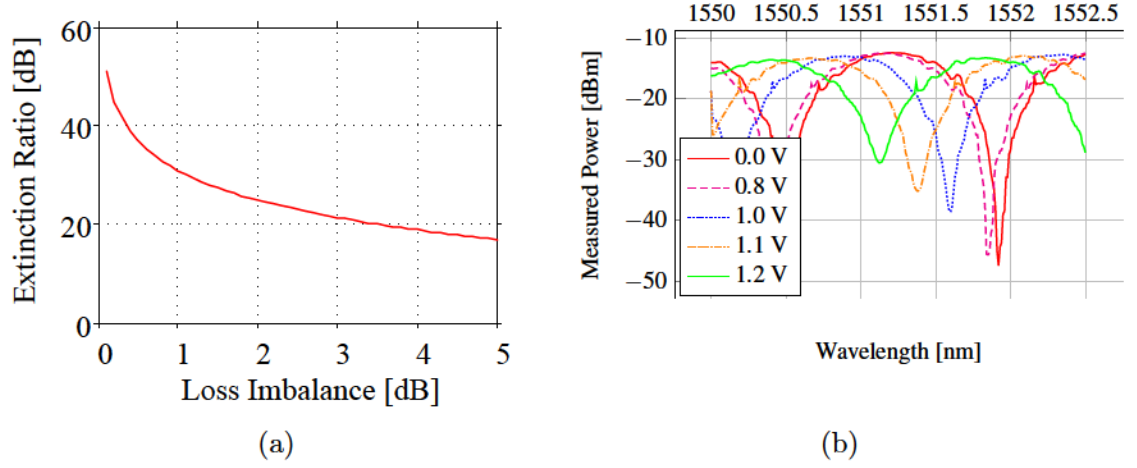 60
40
20
0
Extinction Ratio [dB]
0 1 2 3 4 5
Loss Imbalance [dB]
(a)
1550 1550.5 1551 1551.5 1552 1552.5
−10
−20
−30
−40
−50
Measured Power [dBm]
0.0 V
0.8 V
1.0 V
1.1 V
1.2 V
Wavelength [nm]
(b)